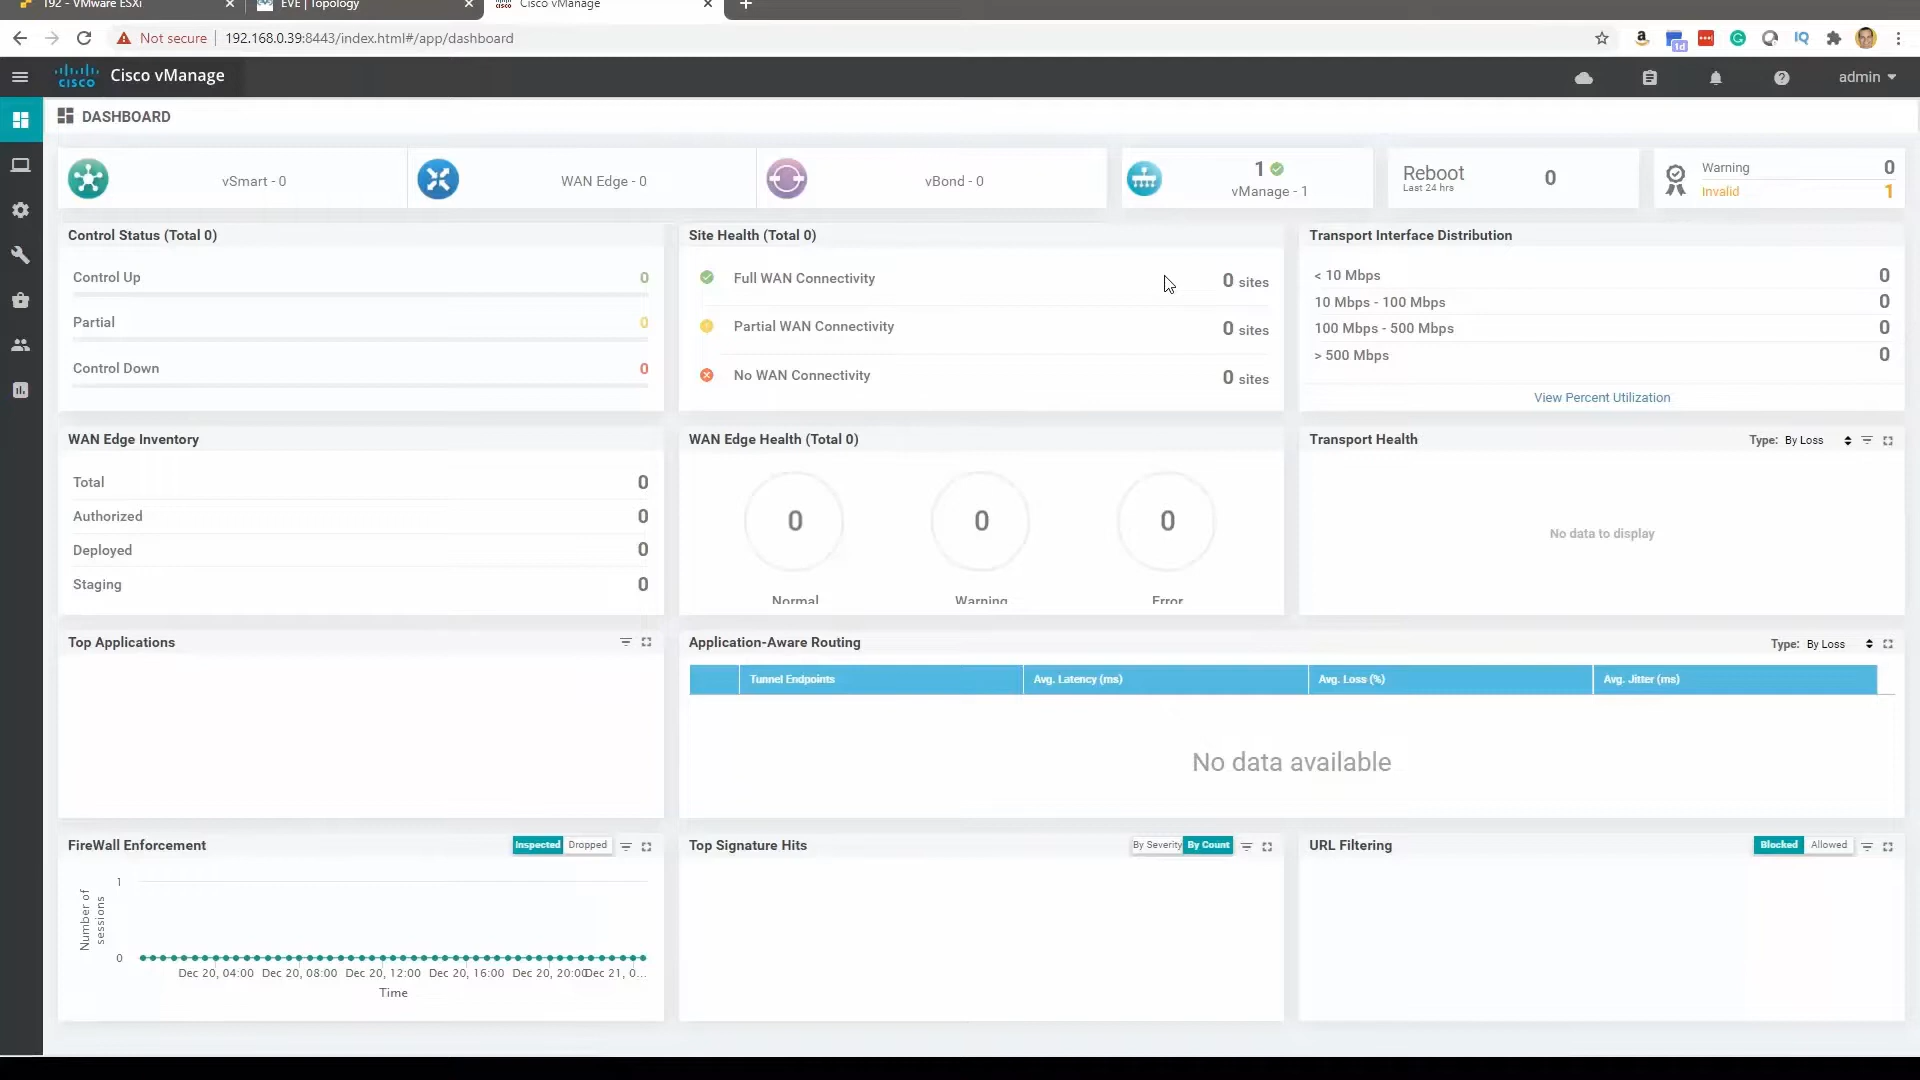 192 - VMware ESXi
EVE | Topology
Cisco vManage
Not secure
192.168.0.39:8443/index.html#/app/dashboard
1d
IQ
CISCO
Cisco vManage
admin
DASHBOARD
vSmart - 0
WAN Edge - 0
vBond - 0
1
vManage - 1
Reboot
Last 24 hrs
0
Warning 0
Invalid 1
Control Status (Total 0)
Control Up 0
Partial 0
Control Down 0
Site Health (Total 0)
Full WAN Connectivity 0 sites
Partial WAN Connectivity 0 sites
No WAN Connectivity 0 sites
Transport Interface Distribution
< 10 Mbps 0
10 Mbps - 100 Mbps 0
100 Mbps - 500 Mbps 0
> 500 Mbps 0
View Percent Utilization
WAN Edge Inventory
Total 0
Authorized 0
Deployed 0
Staging 0
WAN Edge Health (Total 0)
0 0 0
Normal Warning Error
Transport Health
Type: By Loss
No data to display
Top Applications
Application-Aware Routing
Type: By Loss
Tunnel Endpoints Avg. Latency (ms) Avg. Loss (%) Avg. Jitter (ms)
No data available
FireWall Enforcement
Inspected Dropped
Number of
sessions
1
0
Dec 20, 04:00 Dec 20, 08:00 Dec 20, 12:00 Dec 20, 16:00 Dec 20, 20:00 Dec 21, 0...
Time
Top Signature Hits
By Severity By Count
URL Filtering
Blocked Allowed